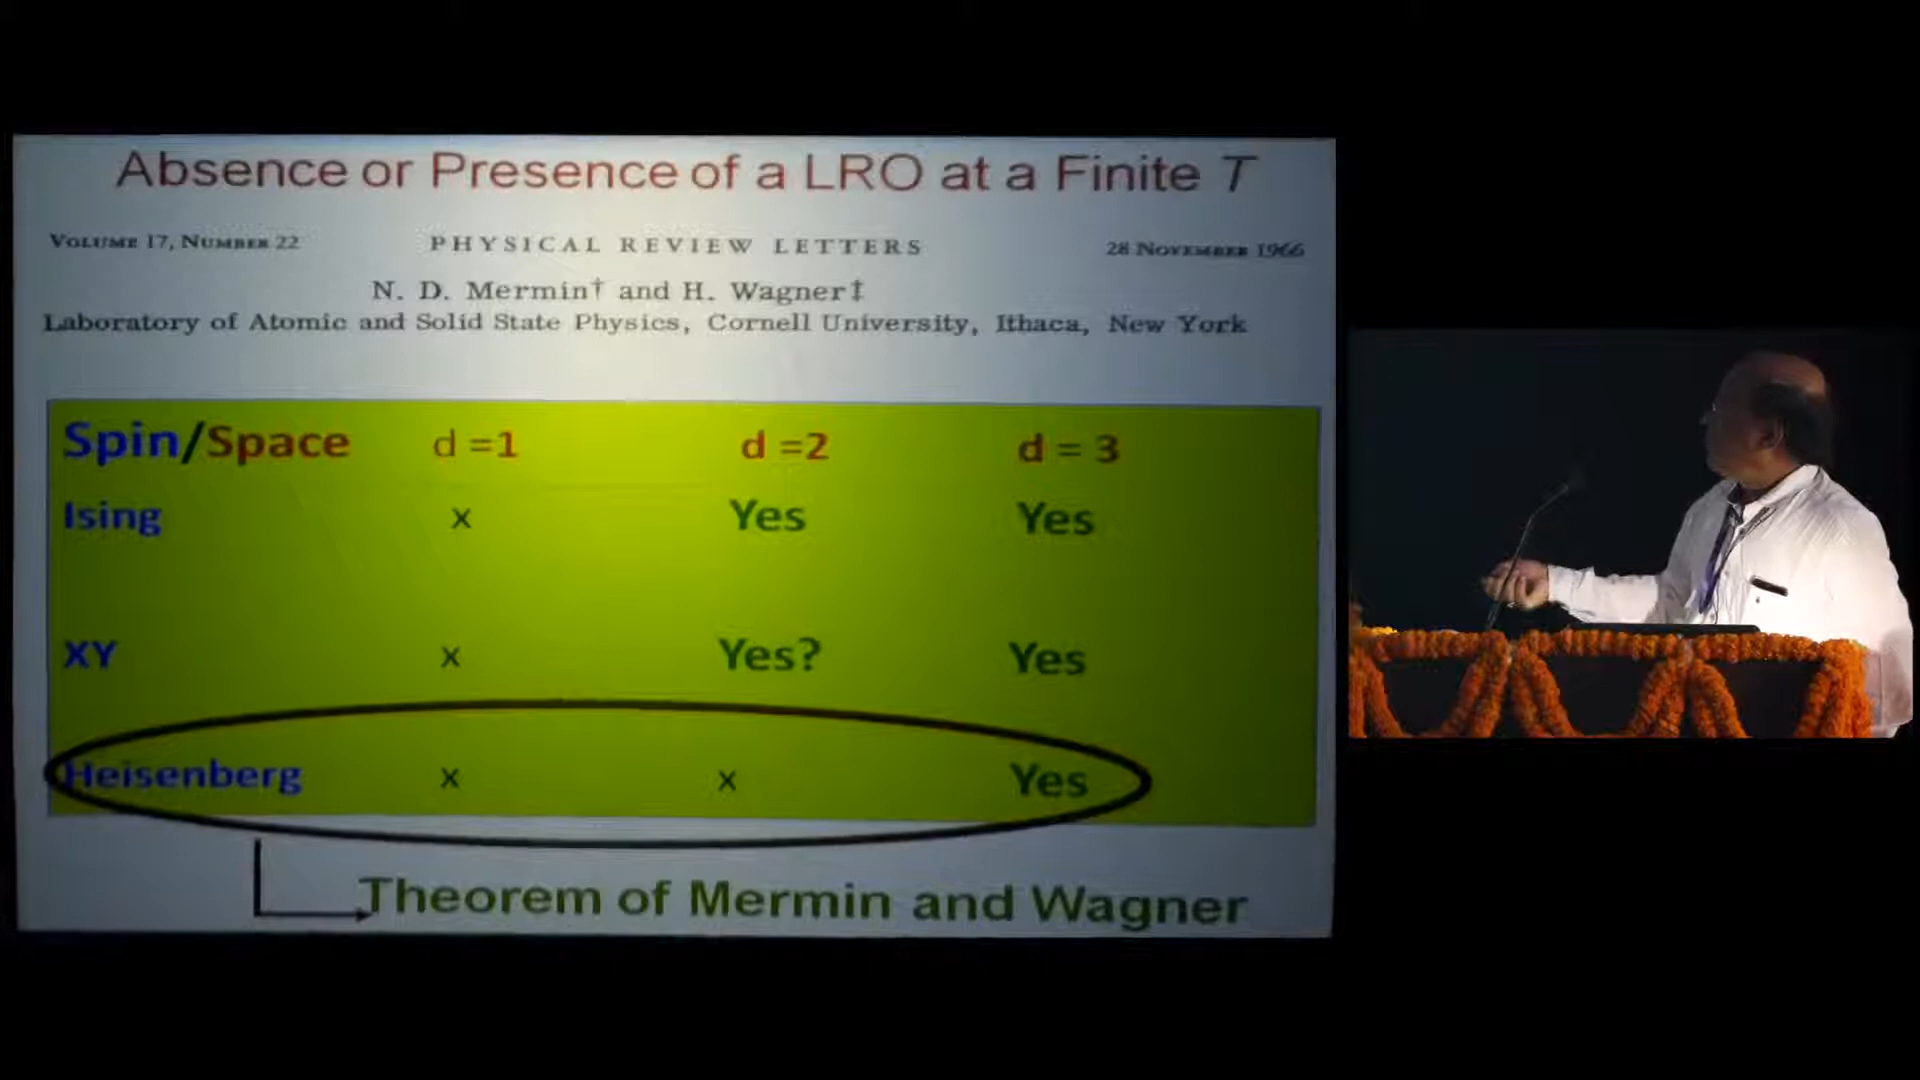 Absence or Presence of a LRO at a Finite T
VOLUME 17, NUMBER 22 PHYSICAL REVIEW LETTERS 28 NOVEMBER 1966
N. D. Mermin† and H. Wagner‡
Laboratory of Atomic and Solid State Physics, Cornell University, Ithaca, New York
Spin/Space d =1 d =2 d = 3
Ising x Yes Yes
XY x Yes? Yes
Heisenberg x x Yes
Theorem of Mermin and Wagner